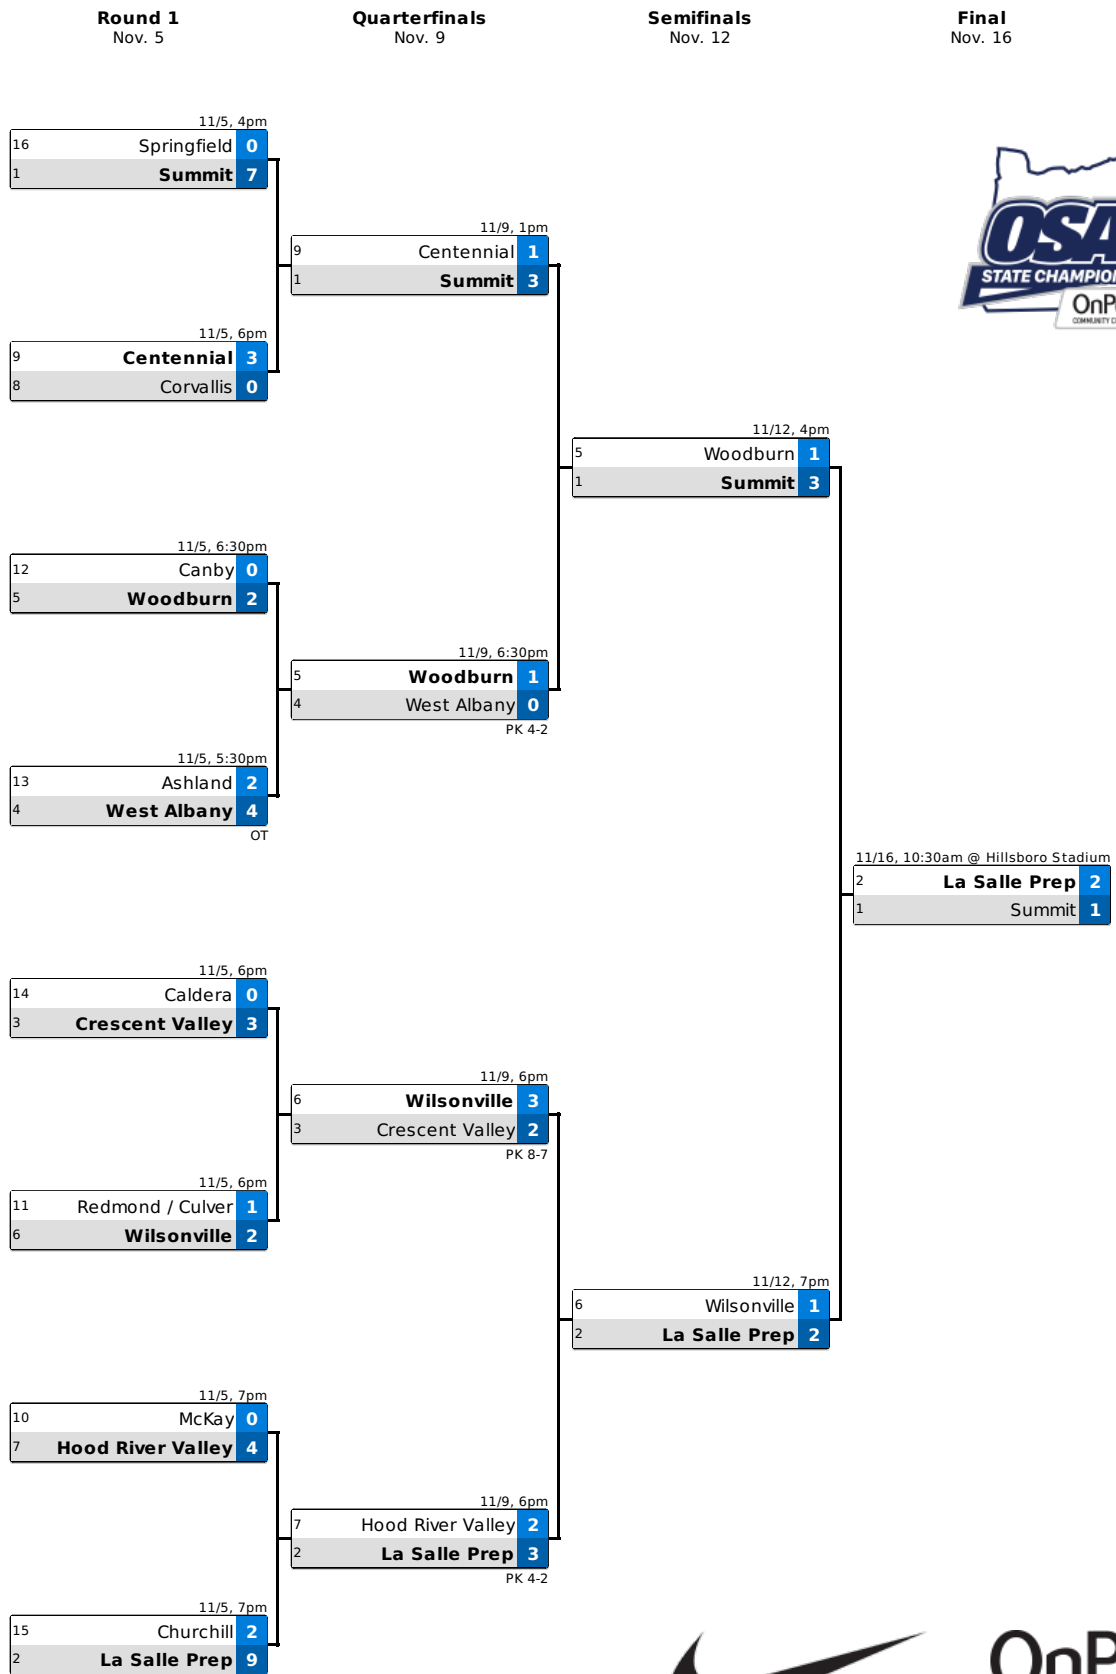 Round 1
Nov. 5
Quarterfinals
Nov. 9
Semifinals
Nov. 12
Final
Nov. 16
11/5, 4pm
16 Springfield 0
1 Summit 7
11/5, 6pm
9 Centennial 3
8 Corvallis 0
11/5, 6:30pm
12 Canby 0
5 Woodburn 2
11/5, 5:30pm
13 Ashland 2
4 West Albany 4
OT
11/5, 6pm
14 Caldera 0
3 Crescent Valley 3
11/5, 6pm
11 Redmond / Culver 1
6 Wilsonville 2
11/5, 7pm
10 McKay 0
7 Hood River Valley 4
11/5, 7pm
15 Churchill 2
2 La Salle Prep 9
11/9, 1pm
9 Centennial 1
1 Summit 3
11/9, 6:30pm
5 Woodburn 1
4 West Albany 0
PK 4-2
11/9, 6pm
6 Wilsonville 3
3 Crescent Valley 2
PK 8-7
11/9, 6pm
7 Hood River Valley 2
2 La Salle Prep 3
PK 4-2
11/12, 4pm
5 Woodburn 1
1 Summit 3
11/12, 7pm
6 Wilsonville 1
2 La Salle Prep 2
11/16, 10:30am @ Hillsboro Stadium
2 La Salle Prep 2
1 Summit 1
OSA
STATE CHAMPIO
OnP
COMMUNITY C
OnP